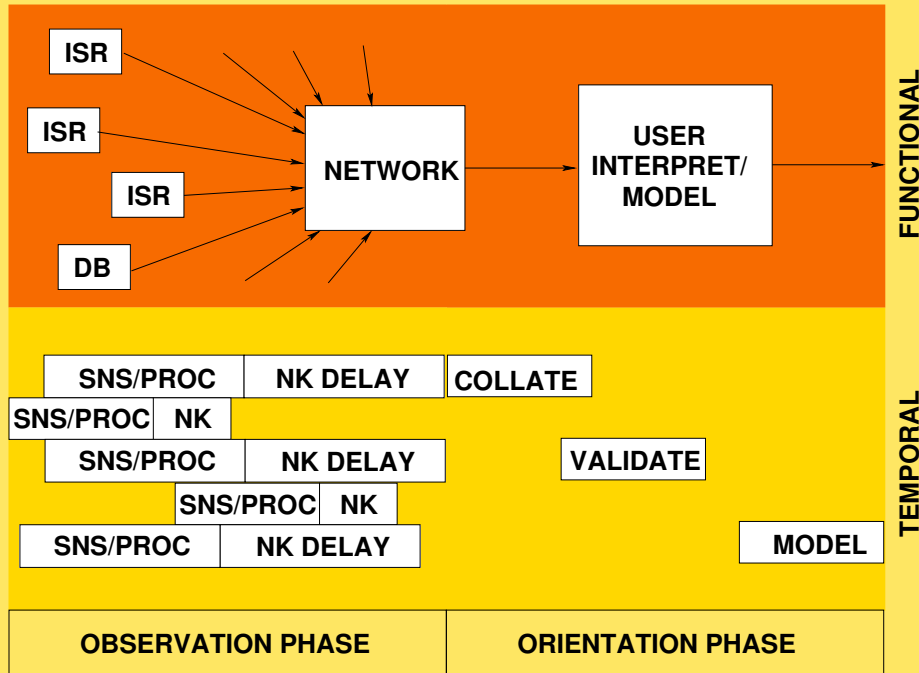 ISR
ISR
ISR
DB
NETWORK
USER
INTERPRET/
MODEL
FUNCTIONAL
SNS/PROC NK DELAY COLLATE
SNS/PROC NK
SNS/PROC NK DELAY VALIDATE
SNS/PROC NK
SNS/PROC NK DELAY MODEL
TEMPORAL
OBSERVATION PHASE ORIENTATION PHASE